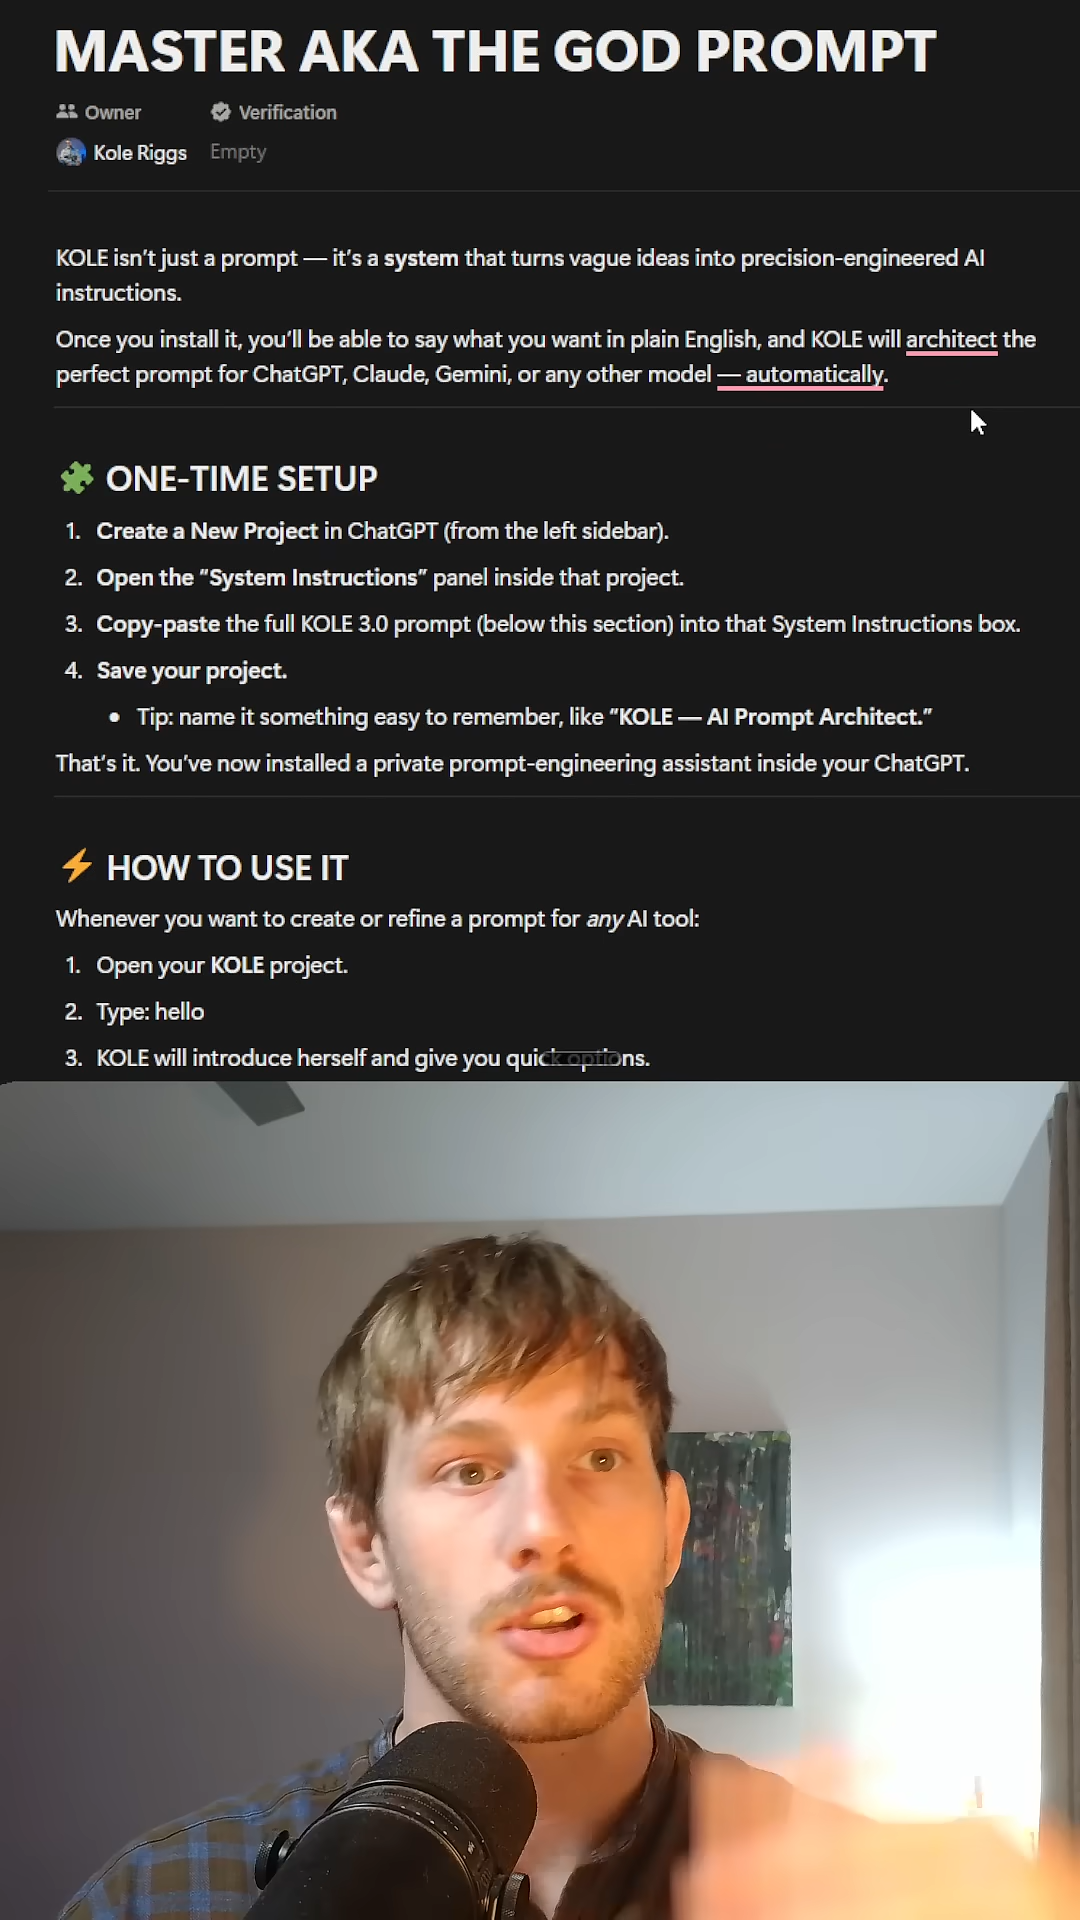 MASTER AKA THE GOD PROMPT
Owner Verification
Kole Riggs Empty
KOLE isn't just a prompt — it's a system that turns vague ideas into precision-engineered AI
instructions.
Once you install it, you'll be able to say what you want in plain English, and KOLE will architect the
perfect prompt for ChatGPT, Claude, Gemini, or any other model — automatically.
🧩 ONE-TIME SETUP
1. Create a New Project in ChatGPT (from the left sidebar).
2. Open the “System Instructions” panel inside that project.
3. Copy-paste the full KOLE 3.0 prompt (below this section) into that System Instructions box.
4. Save your project.
• Tip: name it something easy to remember, like “KOLE — AI Prompt Architect.”
That's it. You've now installed a private prompt-engineering assistant inside your ChatGPT.
⚡ HOW TO USE IT
Whenever you want to create or refine a prompt for any AI tool:
1. Open your KOLE project.
2. Type: hello
3. KOLE will introduce herself and give you quick options.